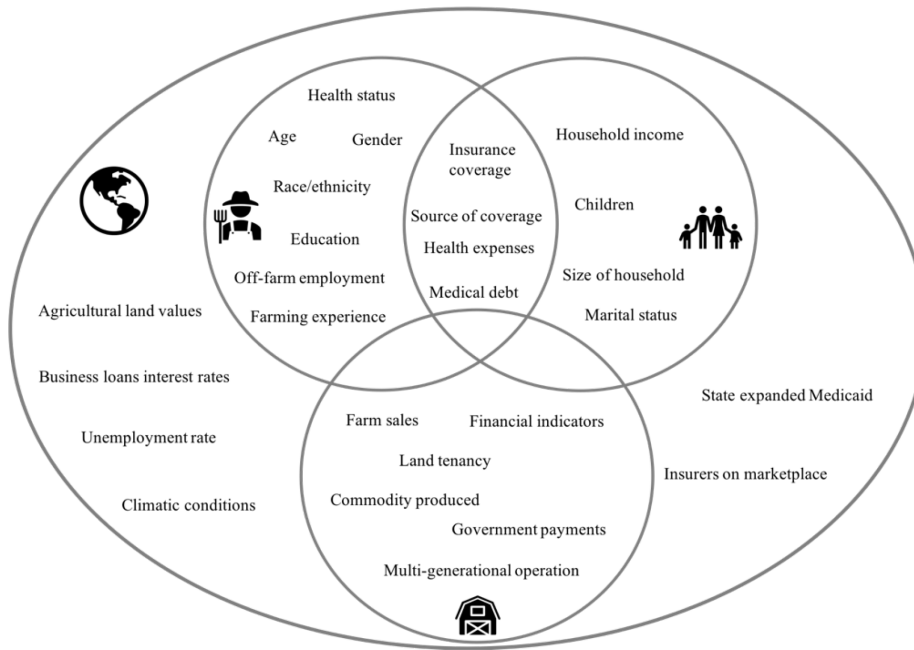 Health status
Age
Gender
Race/ethnicity
Education
Off-farm employment
Farming experience
Insurance
coverage
Source of coverage
Health expenses
Medical debt
Household income
Children
Size of household
Marital status
Agricultural land values
Business loans interest rates
Unemployment rate
Climatic conditions
Farm sales
Financial indicators
Land tenancy
Commodity produced
Government payments
Multi-generational operation
State expanded Medicaid
Insurers on marketplace